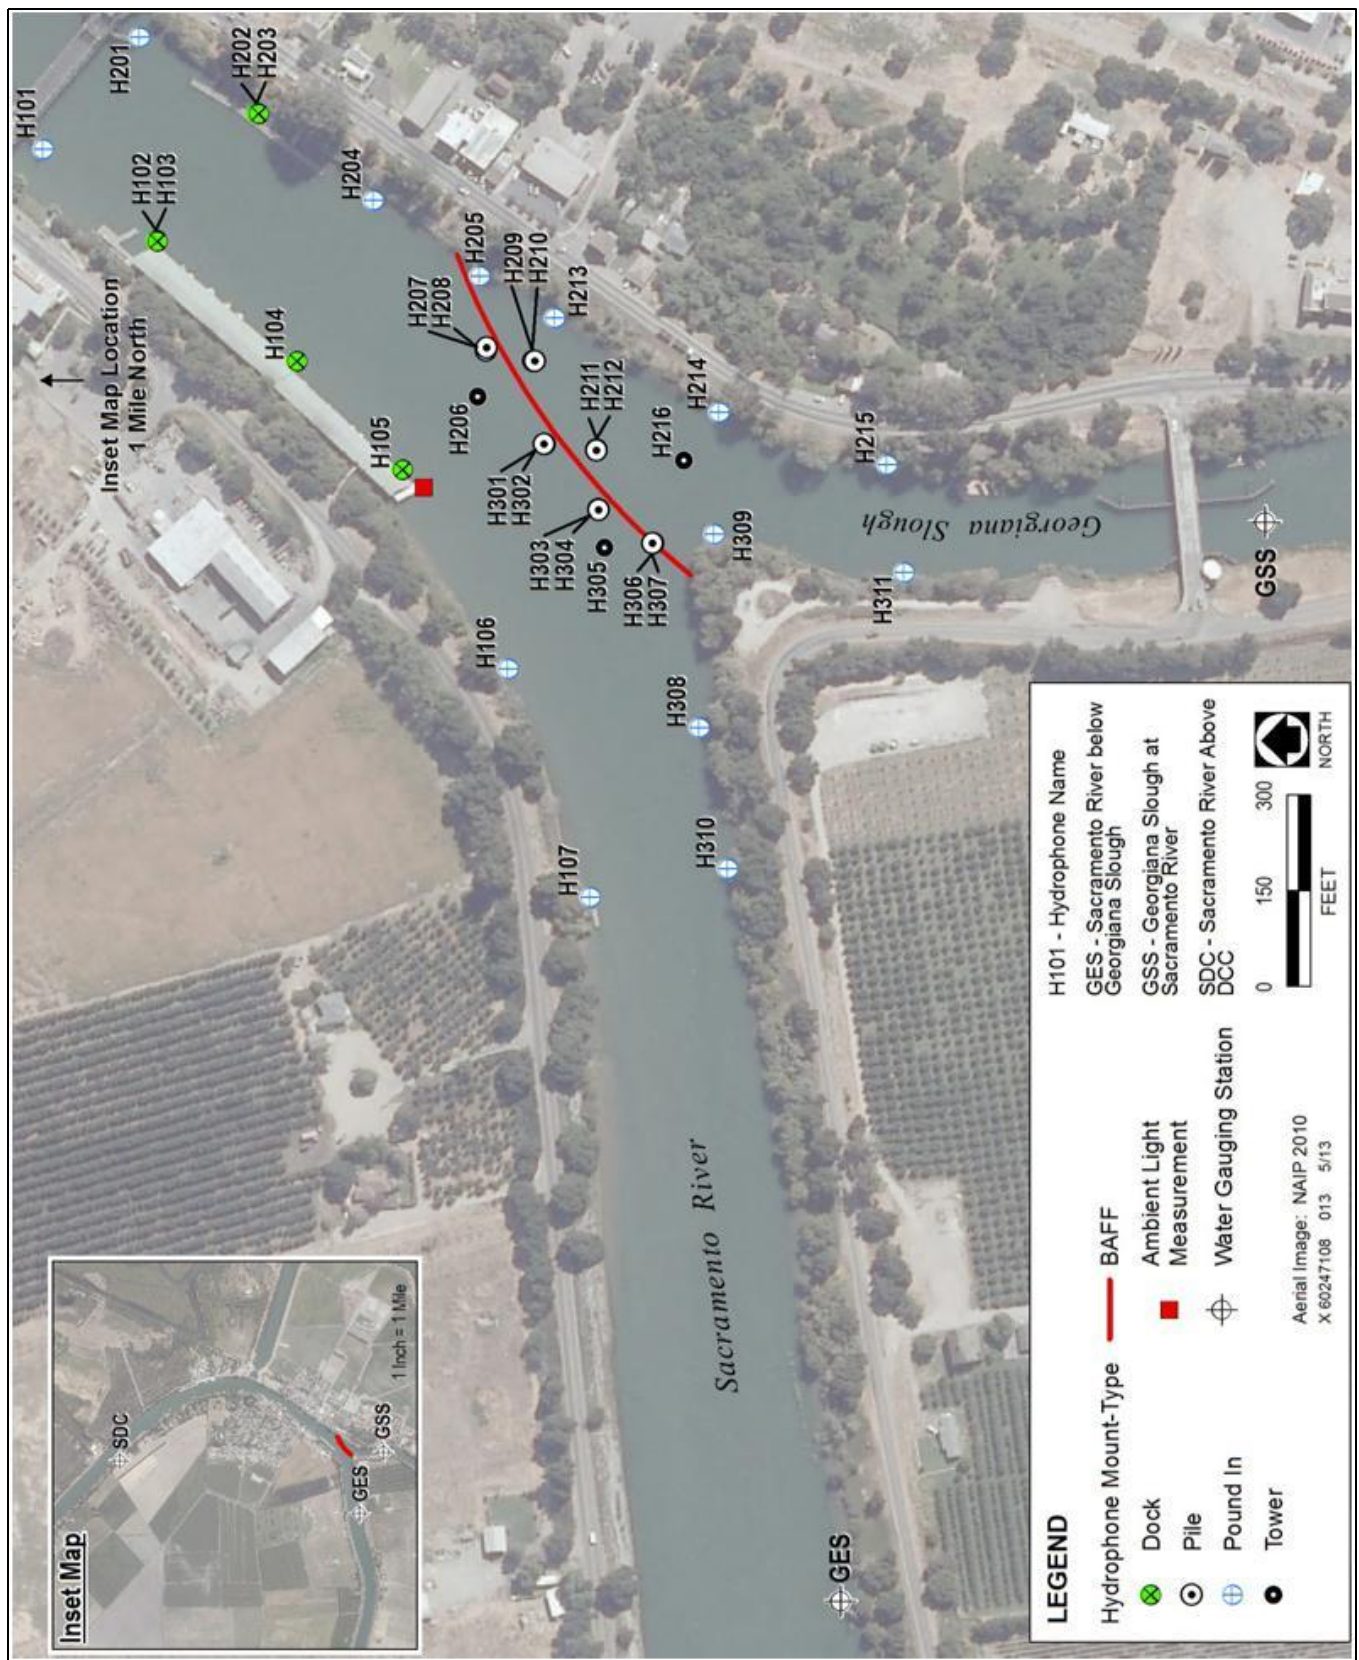 Inset Map
SDC
GES
GSS
1 Inch = 1 Mile
Inset Map Location
1 Mile North
H101
H201
H102
H103
H202
H203
H104
H204
H105
H205
H206
H207
H208
H209
H210
H213
H301
H302
H211
H212
H303
H304
H305
H306
H307
H216
H214
H215
H106
H107
H308
H309
H310
H311
Georgiana Slough
Sacramento River
GES
GSS
LEGEND
Hydrophone Mount-Type
Dock
Pile
Pound In
Tower
BAFF
Ambient Light
Measurement
Water Gauging Station
H101 - Hydrophone Name
GES - Sacramento River below
Georgiana Slough
GSS - Georgiana Slough at
Sacramento River
SDC - Sacramento River Above
DCC
0 150 300
FEET
NORTH
Aerial Image: NAIP 2010
X 60247108 013 5/13